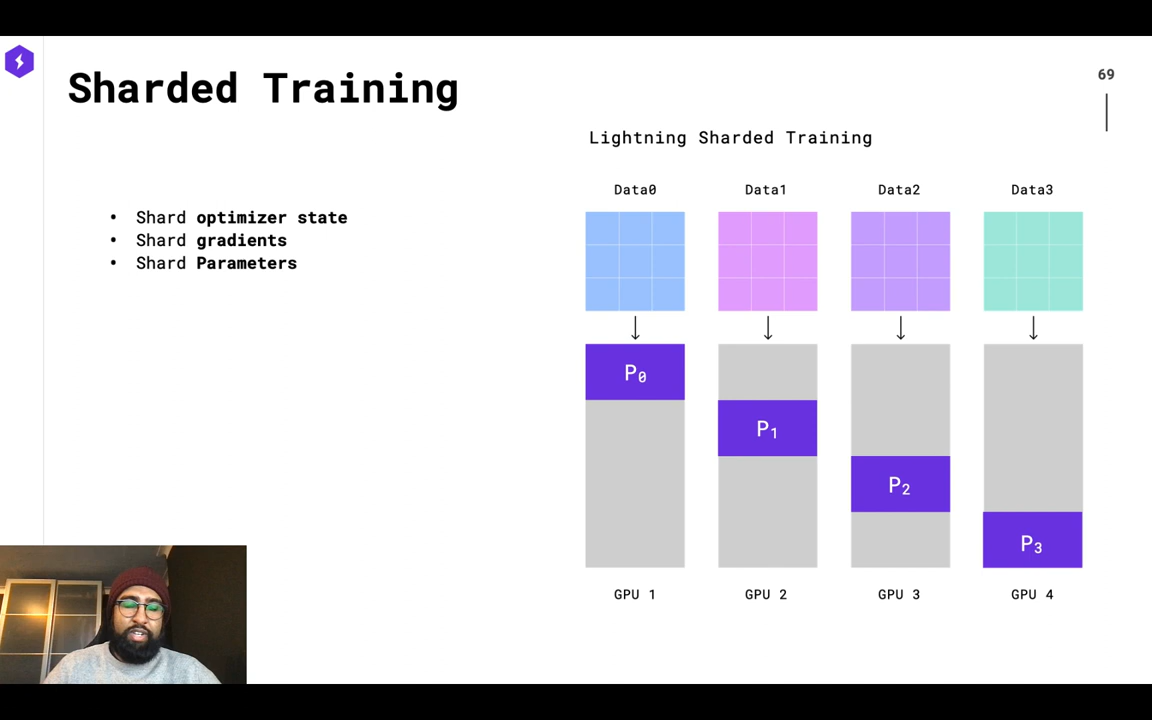 Sharded Training
69
Lightning Sharded Training
• Shard optimizer state
• Shard gradients
• Shard Parameters
Data0 Data1 Data2 Data3
P0
P1
P2
P3
GPU 1 GPU 2 GPU 3 GPU 4